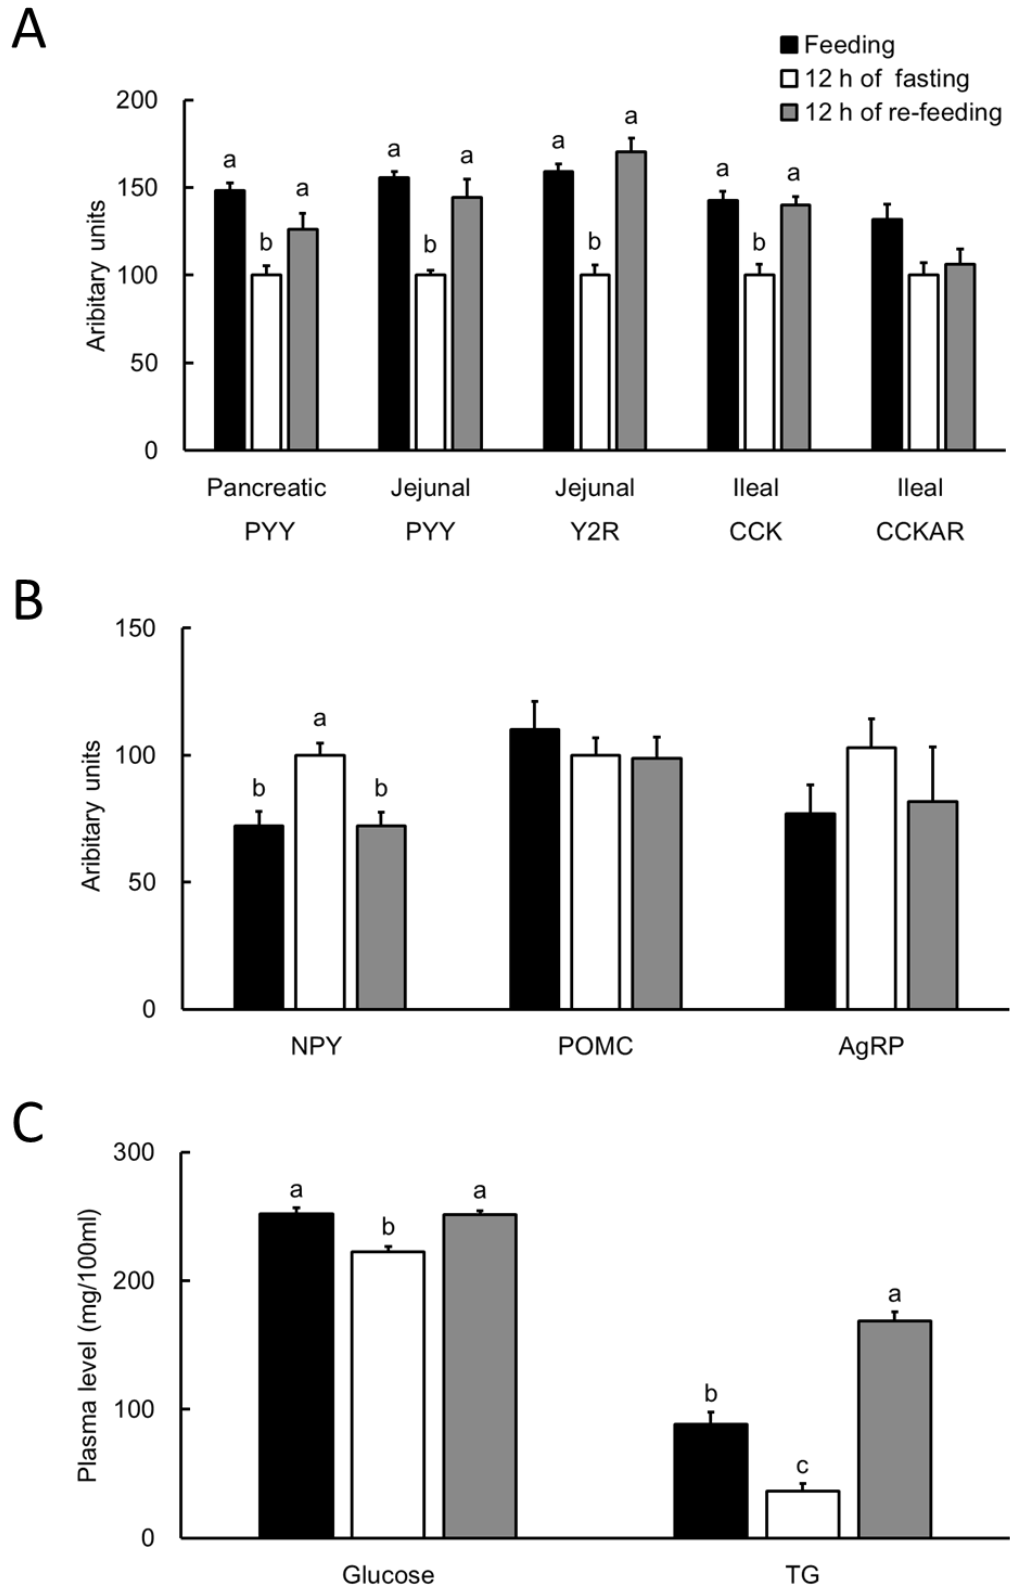 A
Feeding
12 h of fasting
12 h of re-feeding
Aribitary units
200
150
100
50
0
a
b
a
a
b
a
a
b
a
a
b
a
Pancreatic
PYY
Jejunal
PYY
Jejunal
Y2R
Ileal
CCK
Ileal
CCKAR
B
Aribitary units
150
100
50
0
b
a
b
NPY
POMC
AgRP
C
Plasma level (mg/100ml)
300
200
100
0
a
b
a
b
c
a
Glucose
TG